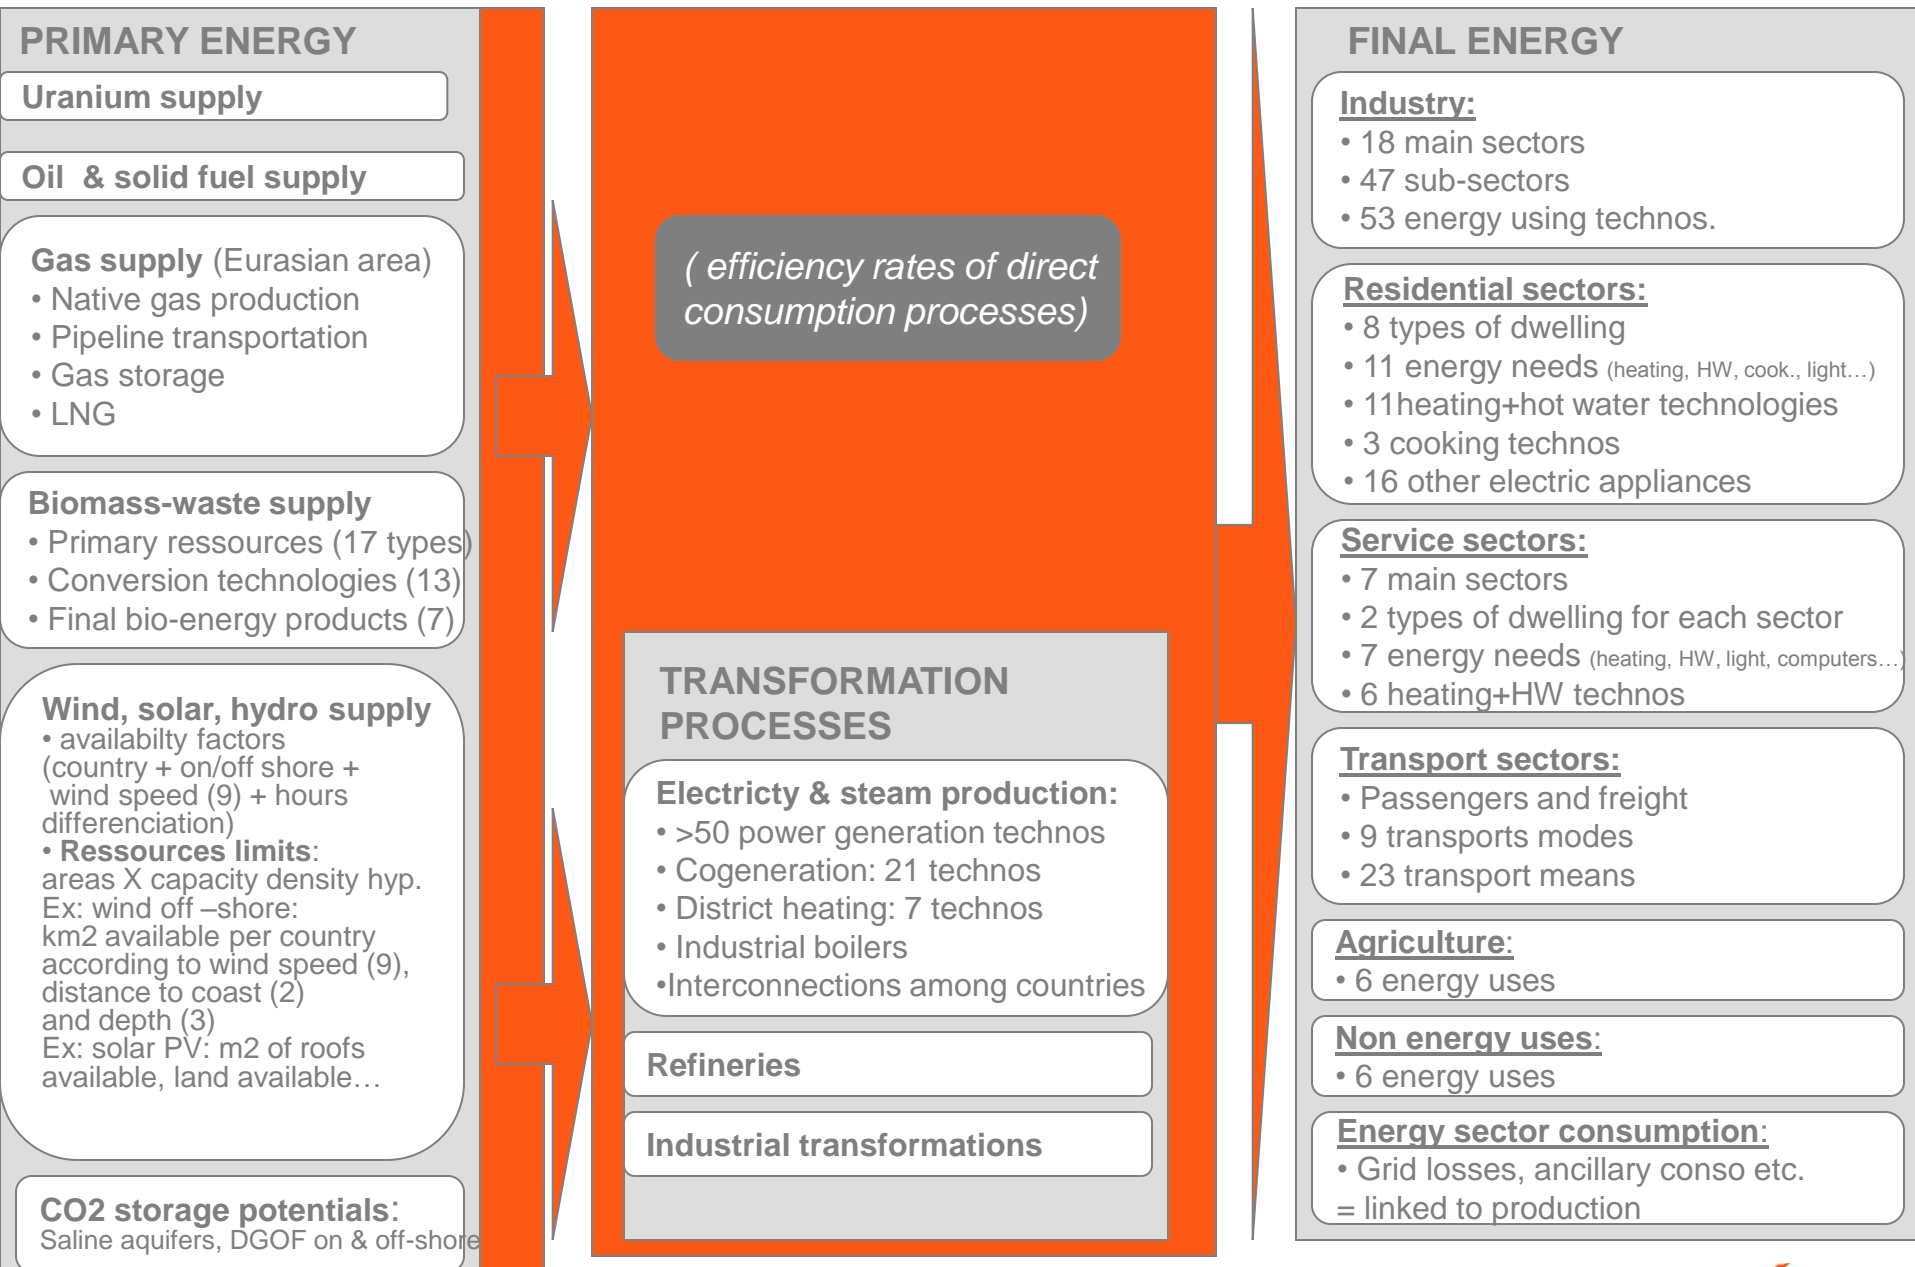 PRIMARY ENERGY
Uranium supply
Oil & solid fuel supply
Gas supply (Eurasian area)
• Native gas production
• Pipeline transportation
• Gas storage
• LNG
Biomass-waste supply
• Primary ressources (17 types)
• Conversion technologies (13)
• Final bio-energy products (7)
Wind, solar, hydro supply
• availabilty factors
(country + on/off shore +
wind speed (9) + hours
differenciation)
• Ressources limits:
areas X capacity density hyp.
Ex: wind off –shore:
km2 available per country
according to wind speed (9),
distance to coast (2)
and depth (3)
Ex: solar PV: m2 of roofs
available, land available…
CO2 storage potentials:
Saline aquifers, DGOF on & off-shore
( efficiency rates of direct
consumption processes)
TRANSFORMATION
PROCESSES
Electricty & steam production:
• >50 power generation technos
• Cogeneration: 21 technos
• District heating: 7 technos
• Industrial boilers
•Interconnections among countries
Refineries
Industrial transformations
FINAL ENERGY
Industry:
• 18 main sectors
• 47 sub-sectors
• 53 energy using technos.
Residential sectors:
• 8 types of dwelling
• 11 energy needs (heating, HW, cook., light…)
• 11heating+hot water technologies
• 3 cooking technos
• 16 other electric appliances
Service sectors:
• 7 main sectors
• 2 types of dwelling for each sector
• 7 energy needs (heating, HW, light, computers…)
• 6 heating+HW technos
Transport sectors:
• Passengers and freight
• 9 transports modes
• 23 transport means
Agriculture:
• 6 energy uses
Non energy uses:
• 6 energy uses
Energy sector consumption:
• Grid losses, ancillary conso etc.
= linked to production